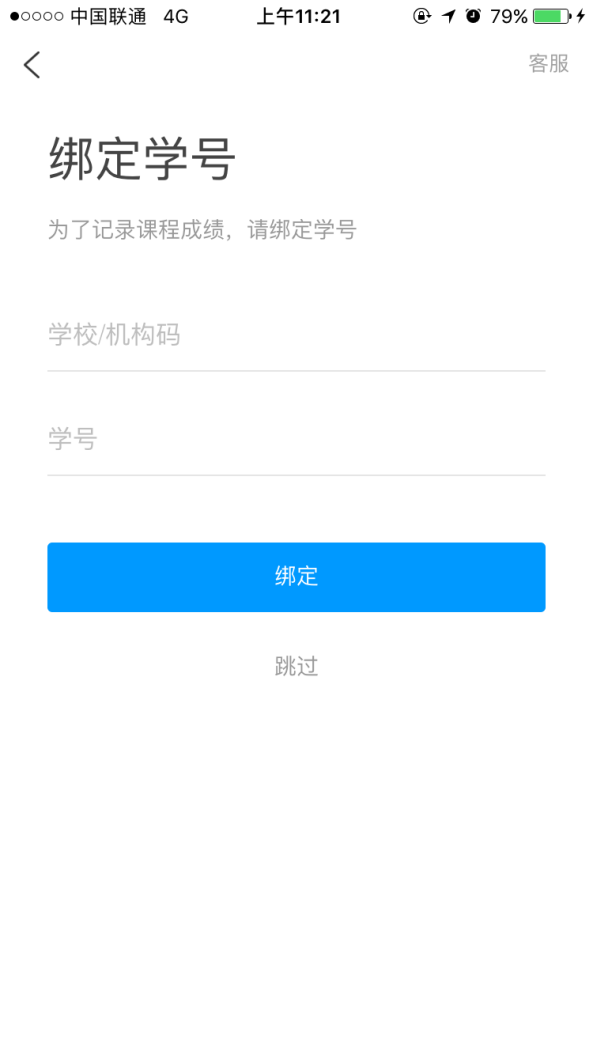 中国联通 4G 上午11:21 79%
客服
绑定学号
为了记录课程成绩，请绑定学号
学校/机构码
学号
绑定
跳过